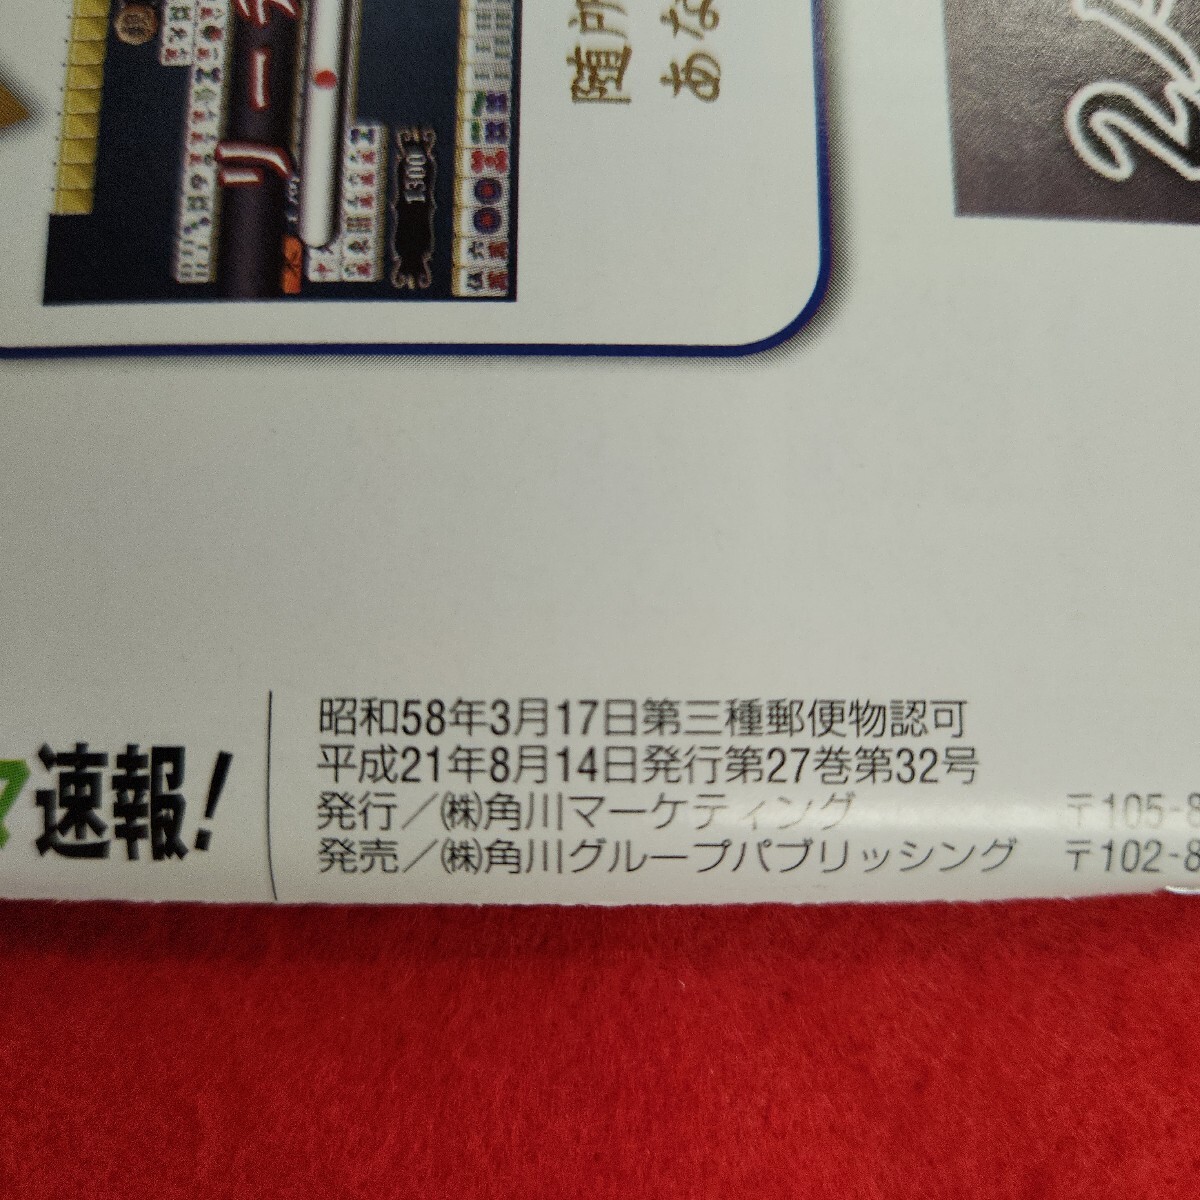 リーチ
1300
随所
あな
速報!
昭和58年3月17日第三種郵便物認可
平成21年8月14日発行第27巻第32号
発行／㈱角川マーケティング 〒105-8
発売／㈱角川グループパブリッシング 〒102-8